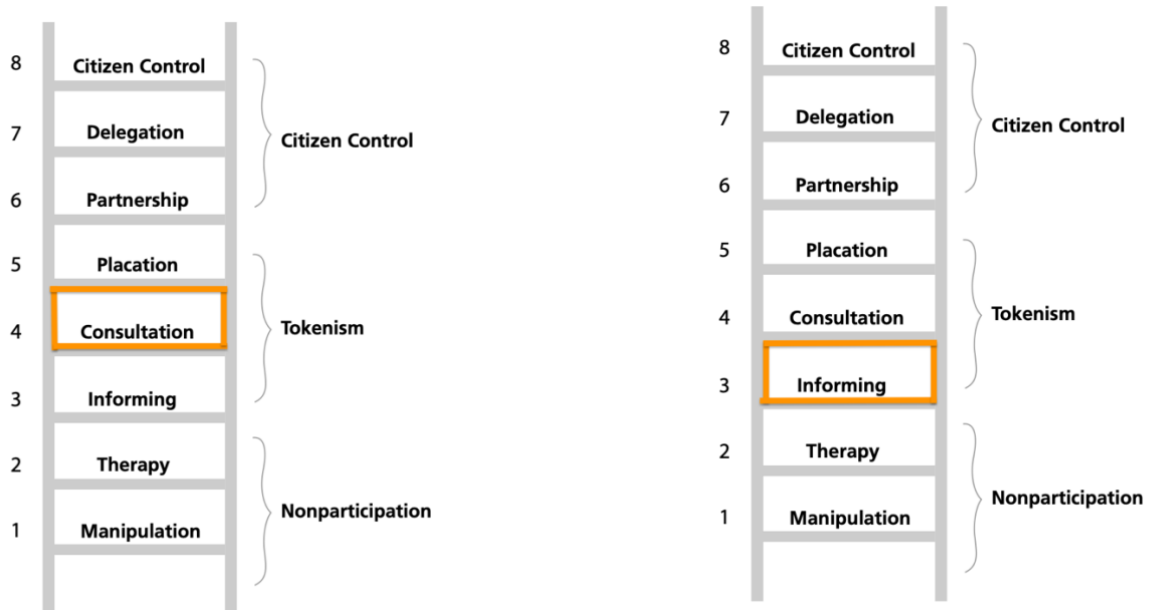 8 Citizen Control
7 Delegation
Citizen Control
6 Partnership
5 Placation
4 Consultation
Tokenism
3 Informing
2 Therapy
1 Manipulation
Nonparticipation
8 Citizen Control
7 Delegation
Citizen Control
6 Partnership
5 Placation
4 Consultation
Tokenism
3 Informing
2 Therapy
1 Manipulation
Nonparticipation